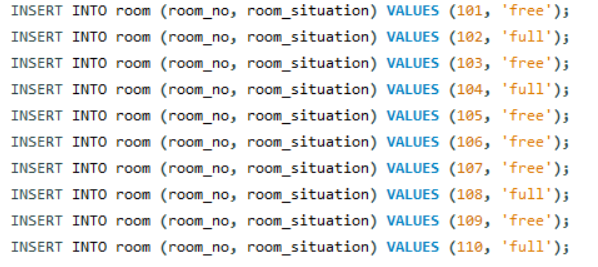 INSERT INTO room (room_no, room_situation) VALUES (101, 'free');
INSERT INTO room (room_no, room_situation) VALUES (102, 'full');
INSERT INTO room (room_no, room_situation) VALUES (103, 'free');
INSERT INTO room (room_no, room_situation) VALUES (104, 'full');
INSERT INTO room (room_no, room_situation) VALUES (105, 'free');
INSERT INTO room (room_no, room_situation) VALUES (106, 'free');
INSERT INTO room (room_no, room_situation) VALUES (107, 'free');
INSERT INTO room (room_no, room_situation) VALUES (108, 'full');
INSERT INTO room (room_no, room_situation) VALUES (109, 'free');
INSERT INTO room (room_no, room_situation) VALUES (110, 'full');